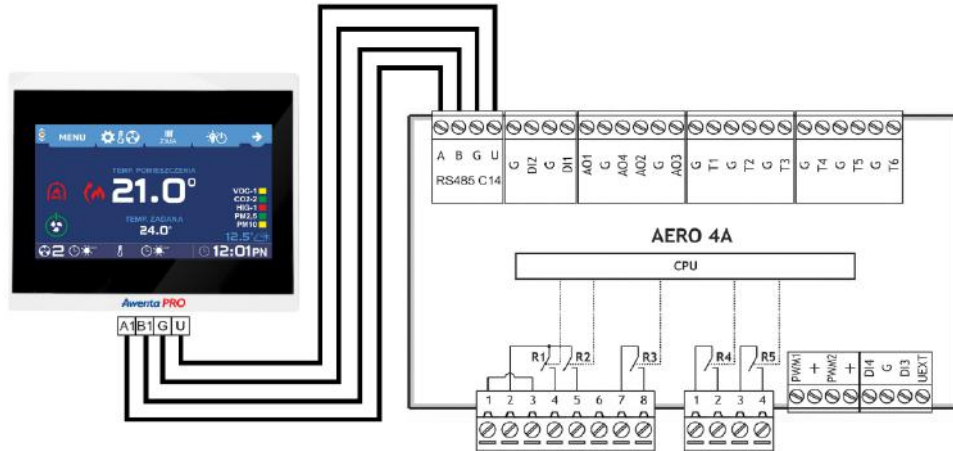 MENU
ZIMA
TEMP. POMIESZCZENIA
21.0°
TEMP. ZADANA
24.0°
VOC-1
CO2-2
HIG-1
PM2,5
PM10
12.5°
2
12:01PN
Awenta PRO
A1 B1 G U
A B G U
RS485 C14
G DI2 G DI1
AO1 G AO4 AO2 G AO3
G T1 G T2 G T3
G T4 G T5 G T6
AERO 4A
CPU
R1 R2 R3 R4 R5
1 2 3 4 5 6 7 8
1 2 3 4
PWM1 + PWM2 +
DI4 G DI3 UEXT